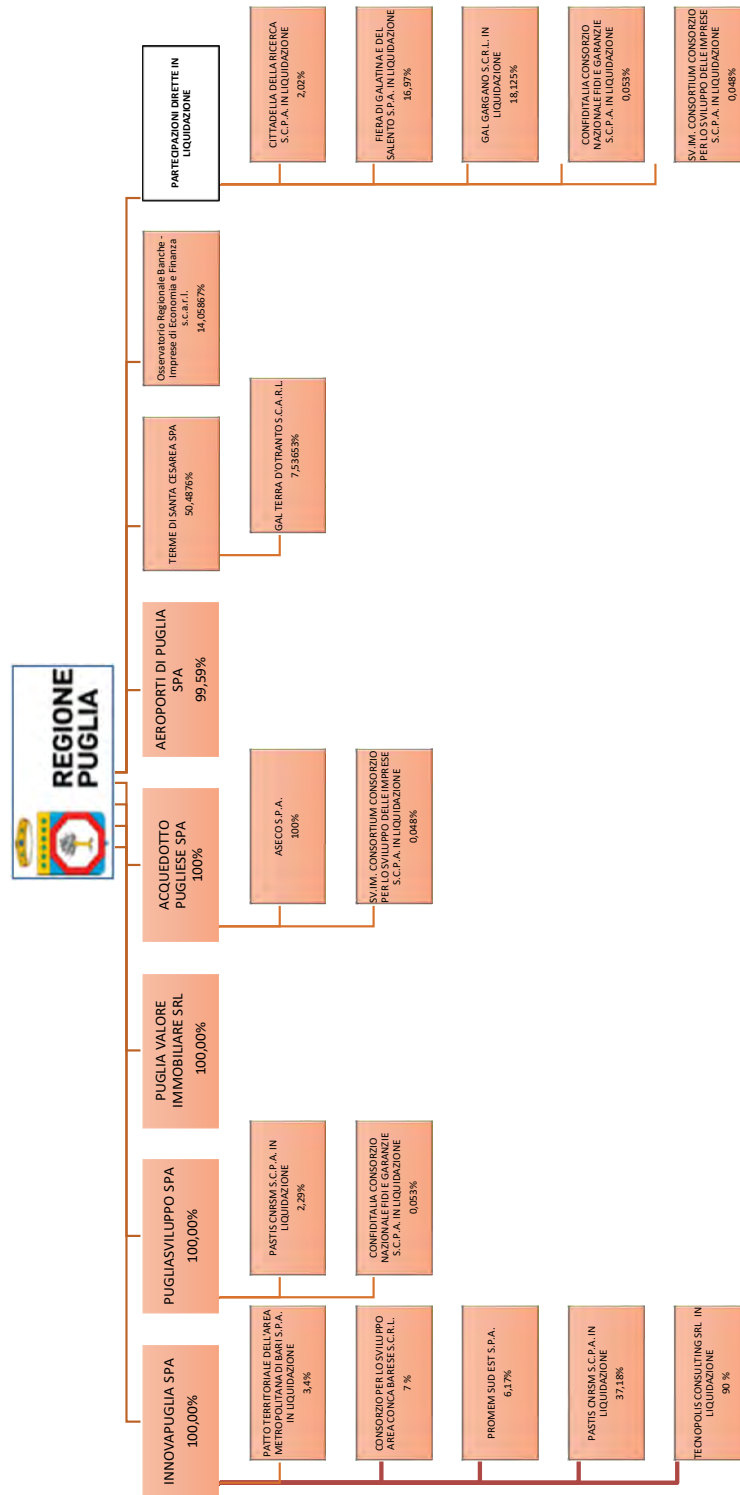 REGIONE
PUGLIA
INNOVAPUGLIA SPA
100,00%
PATTO TERRITORIALE DELL'AREA
METROPOLITANA DI BARI S.P.A.
IN LIQUIDAZIONE
3,4%
CONSORZIO PER LO SVILUPPO
AREA CONCA BARESE S.C.R.L.
7 %
PROMEM SUD EST S.P.A.
6,17%
PASTIS CNRSM S.C.P.A. IN
LIQUIDAZIONE
37,18%
TECNOPOLIS CONSULTING SRL IN
LIQUIDAZIONE
90 %
PUGLIASVILUPPO SPA
100,00%
PASTIS CNRSM S.C.P.A. IN
LIQUIDAZIONE
2,29%
CONFIDITALIA CONSORZIO
NAZIONALE FIDI E GARANZIE
S.C.P.A. IN LIQUIDAZIONE
0,053%
PUGLIA VALORE
IMMOBILIARE SRL
100,00%
ACQUEDOTTO
PUGLIESE SPA
100%
ASECO S.P.A.
100%
SV.IM. CONSORTIUM CONSORZIO
PER LO SVILUPPO DELLE IMPRESE
S.C.P.A. IN LIQUIDAZIONE
0,048%
AEROPORTI DI PUGLIA
SPA
99,59%
TERME DI SANTA CESAREA SPA
50,4876%
GAL TERRA D'OTRANTO S.C.A.R.L.
7,53653%
Osservatorio Regionale Banche -
Imprese di Economia e Finanza
s.c.a.r.l.
14,05867%
PARTECIPAZIONI DIRETTE IN
LIQUIDAZIONE
CITTADELLA DELLA RICERCA
S.C.P.A. IN LIQUIDAZIONE
2,02%
FIERA DI GALATINA E DEL
SALENTO S.P.A. IN LIQUIDAZIONE
16,97%
GAL GARGANO S.C.R.L. IN
LIQUIDAZIONE
18,125%
CONFIDITALIA CONSORZIO
NAZIONALE FIDI E GARANZIE
S.C.P.A. IN LIQUIDAZIONE
0,053%
SV.IM. CONSORTIUM CONSORZIO
PER LO SVILUPPO DELLE IMPRESE
S.C.P.A. IN LIQUIDAZIONE
0,048%